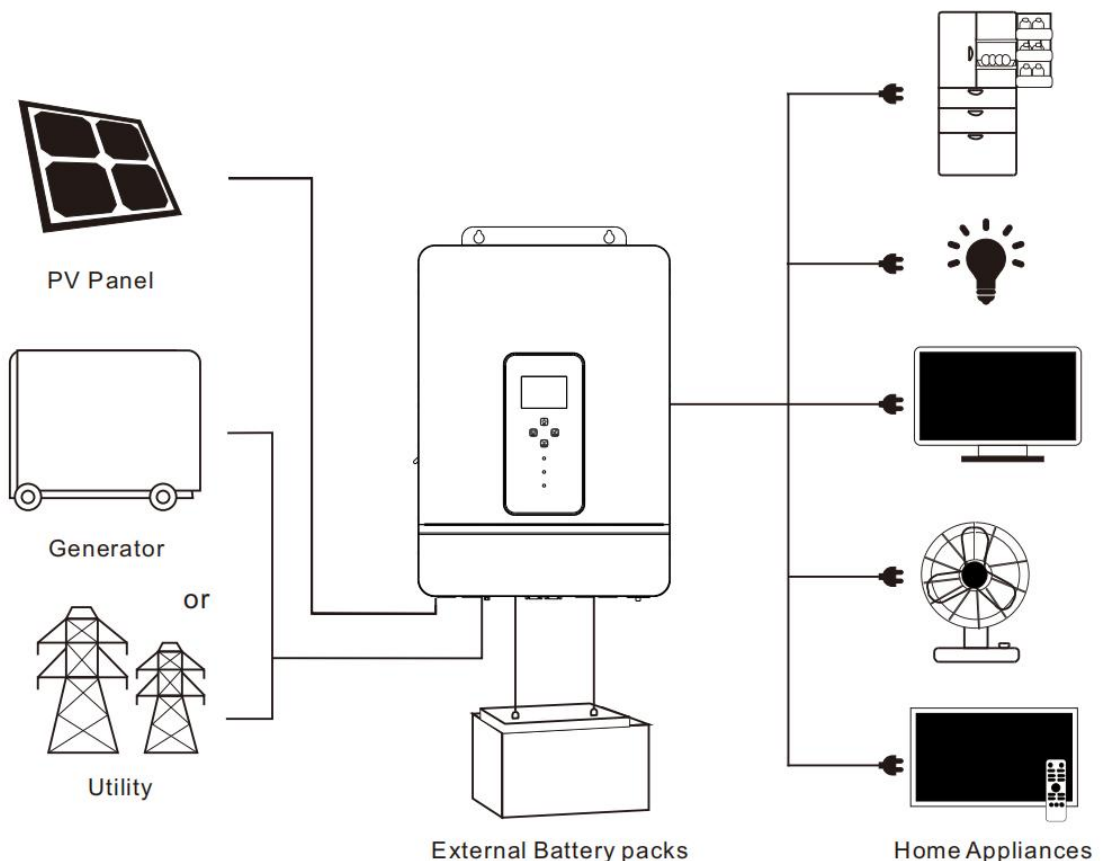 PV Panel
Generator
or
Utility
External Battery packs
Home Appliances